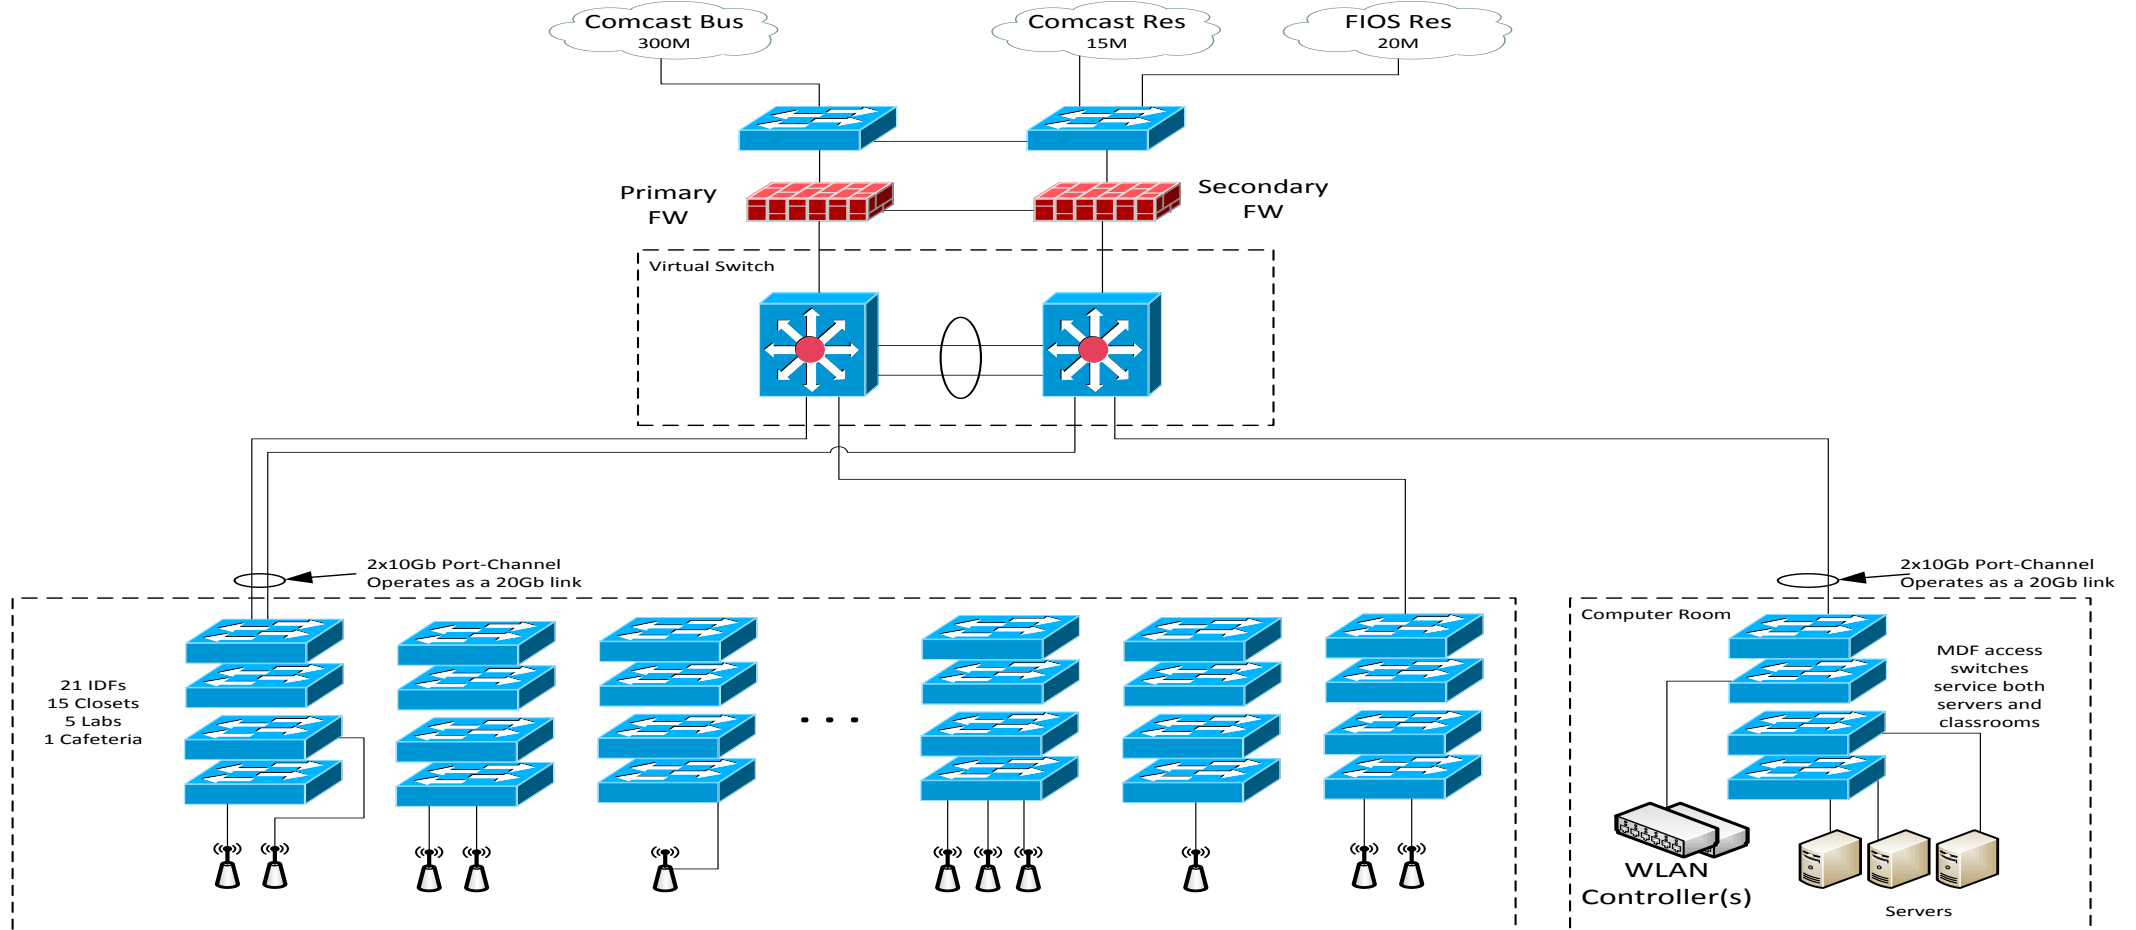 Comcast Bus
300M
Comcast Res
15M
FIOS Res
20M
Primary
FW
Secondary
FW
Virtual Switch
2x10Gb Port-Channel
Operates as a 20Gb link
2x10Gb Port-Channel
Operates as a 20Gb link
21 IDFs
15 Closets
5 Labs
1 Cafeteria
. . .
Computer Room
MDF access
switches
service both
servers and
classrooms
WLAN
Controller(s)
Servers